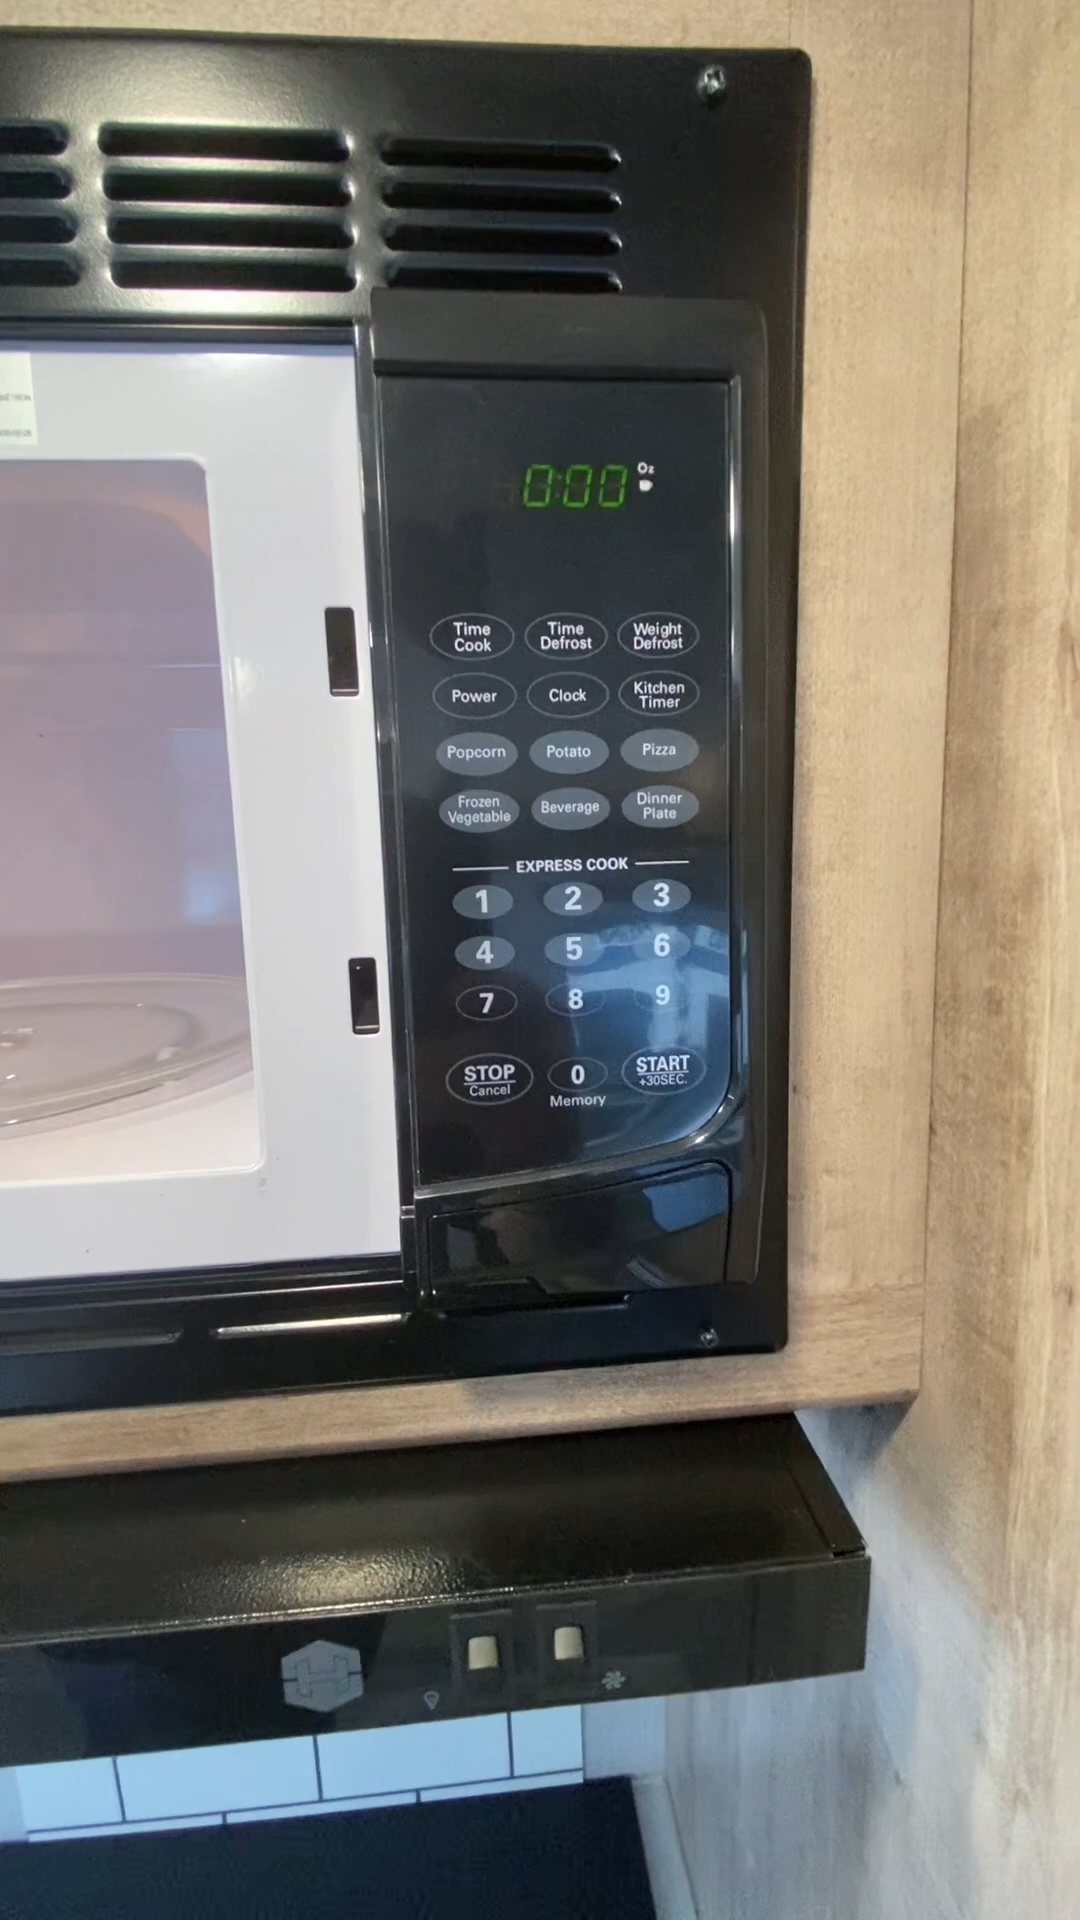 0:00 Oz
Time Cook
Time Defrost
Weight Defrost
Power
Clock
Kitchen Timer
Popcorn
Potato
Pizza
Frozen Vegetable
Beverage
Dinner Plate
EXPRESS COOK
1 2 3
4 5 6
7 8 9
STOP
Cancel
0
Memory
START
+30SEC.